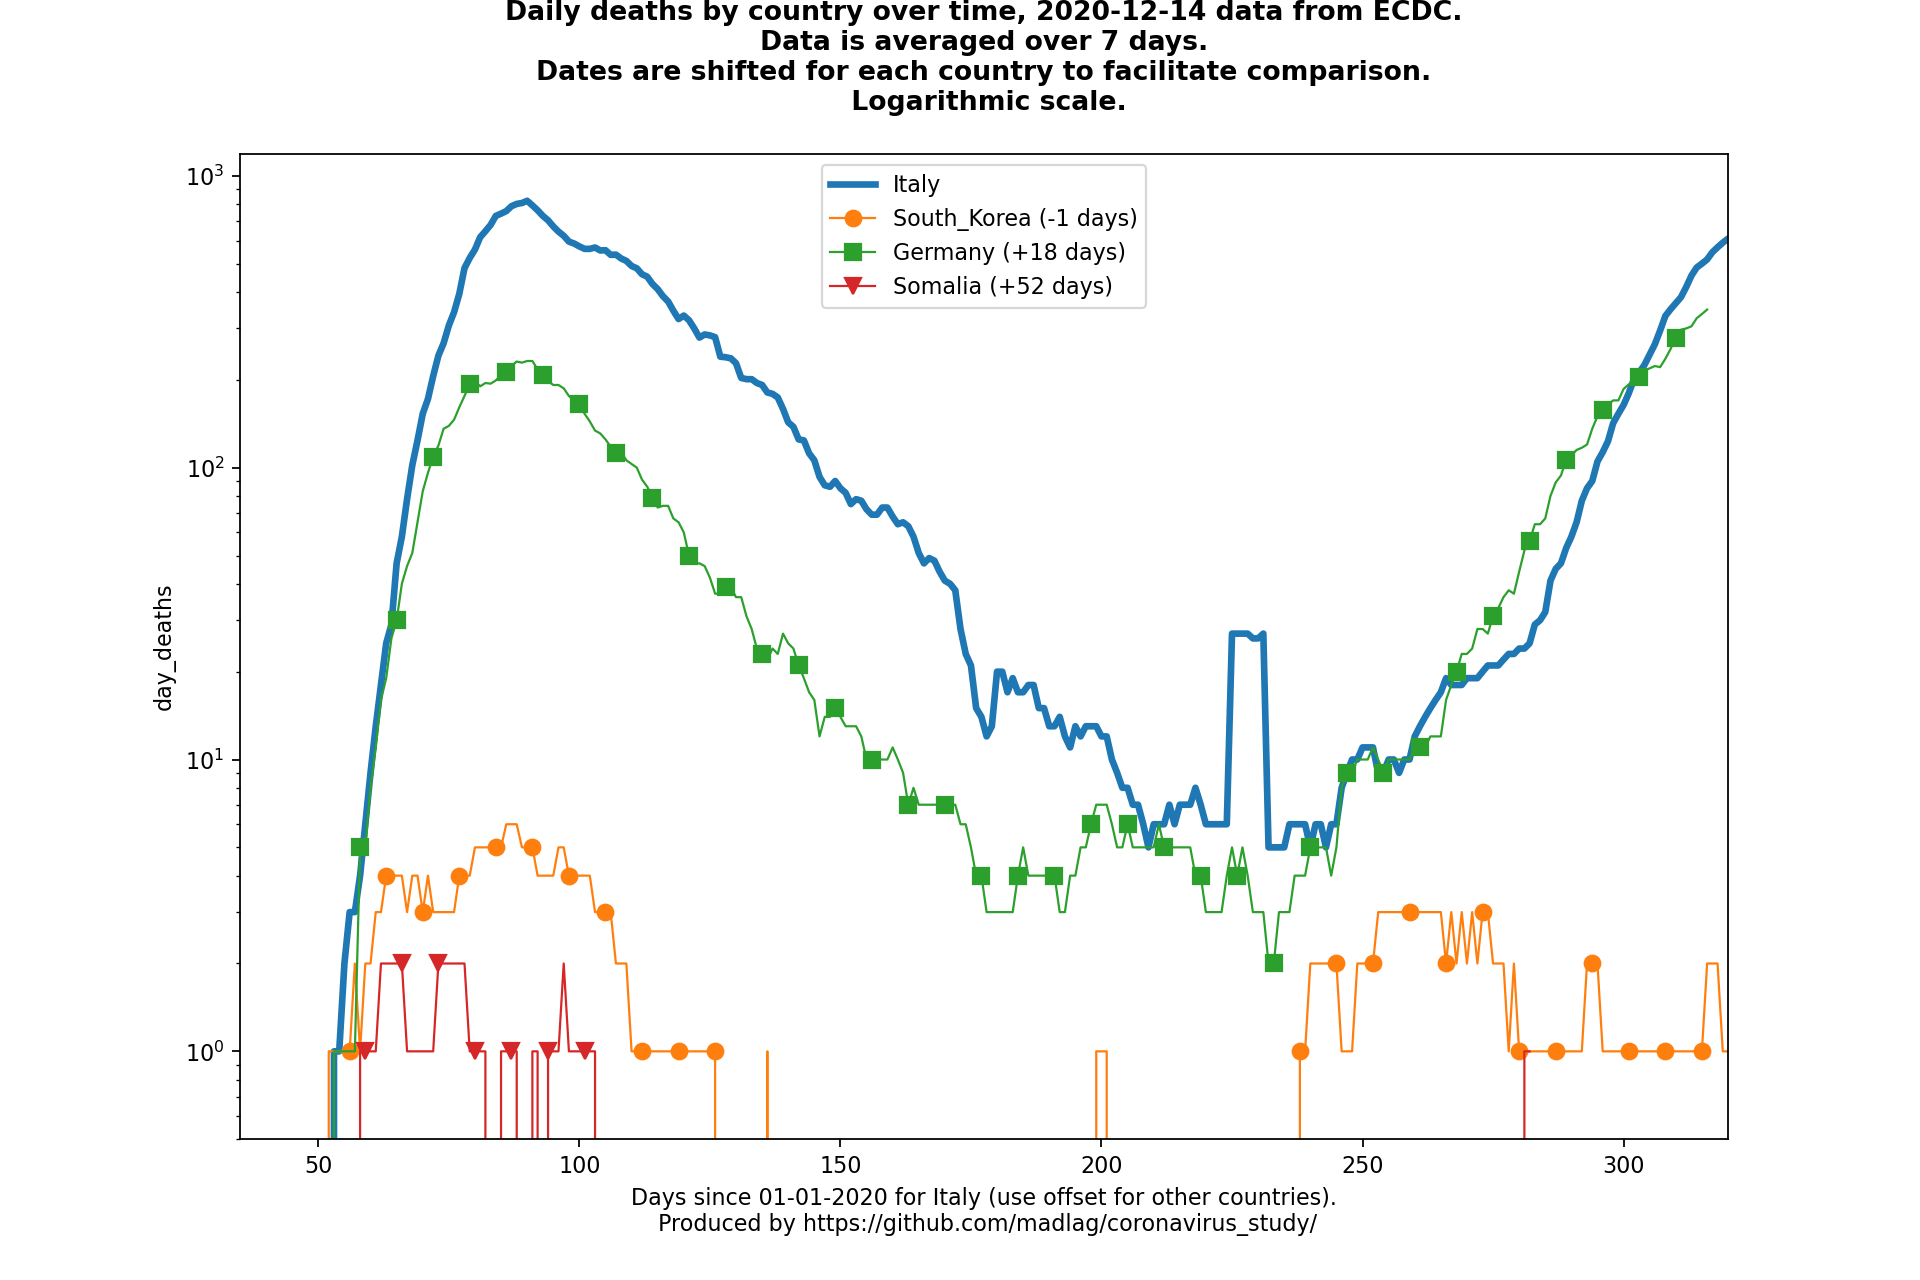 Daily deaths by country over time, 2020-12-14 data from ECDC.
Data is averaged over 7 days.
Dates are shifted for each country to facilitate comparison.
Logarithmic scale.
Italy
South_Korea (-1 days)
Germany (+18 days)
Somalia (+52 days)
day_deaths
10³
10²
10¹
10⁰
50 100 150 200 250 300
Days since 01-01-2020 for Italy (use offset for other countries).
Produced by https://github.com/madlag/coronavirus_study/